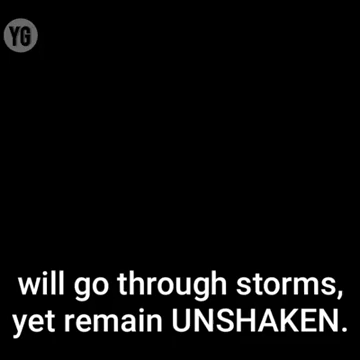 YG
will go through storms,
yet remain UNSHAKEN.